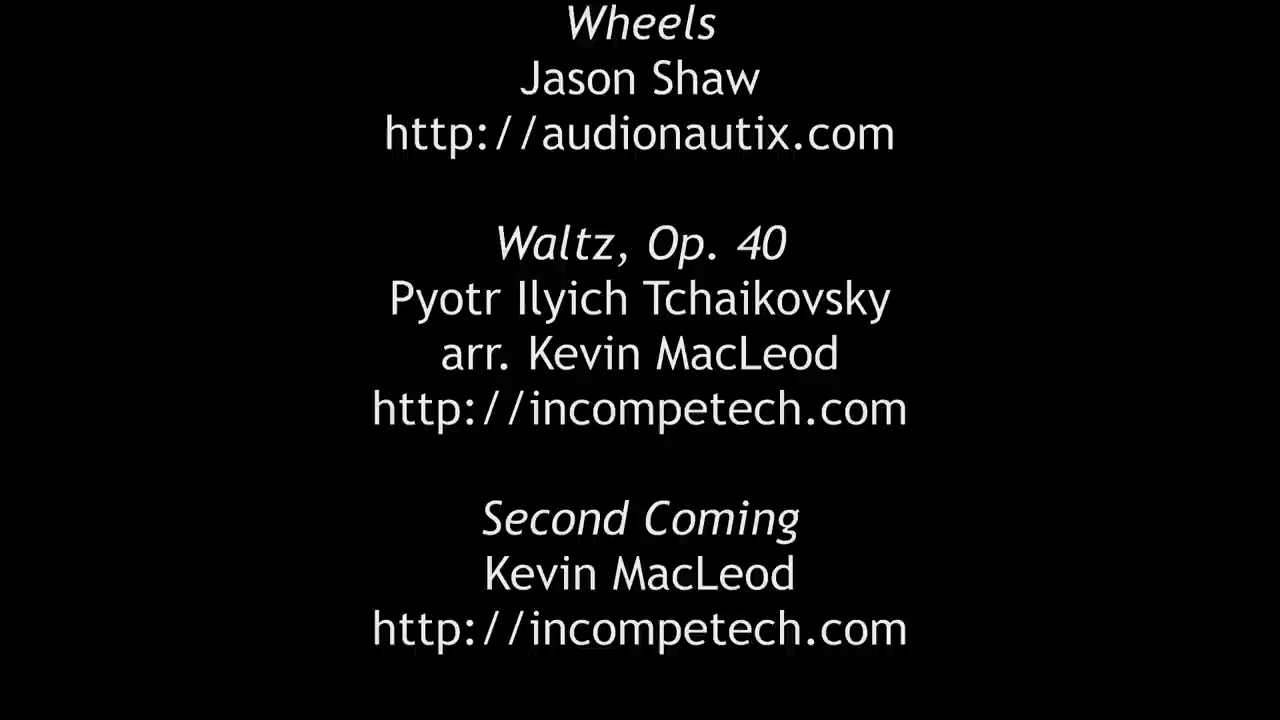 Wheels
Jason Shaw
http://audionautix.com
Waltz, Op. 40
Pyotr Ilyich Tchaikovsky
arr. Kevin MacLeod
http://incompetech.com
Second Coming
Kevin MacLeod
http://incompetech.com